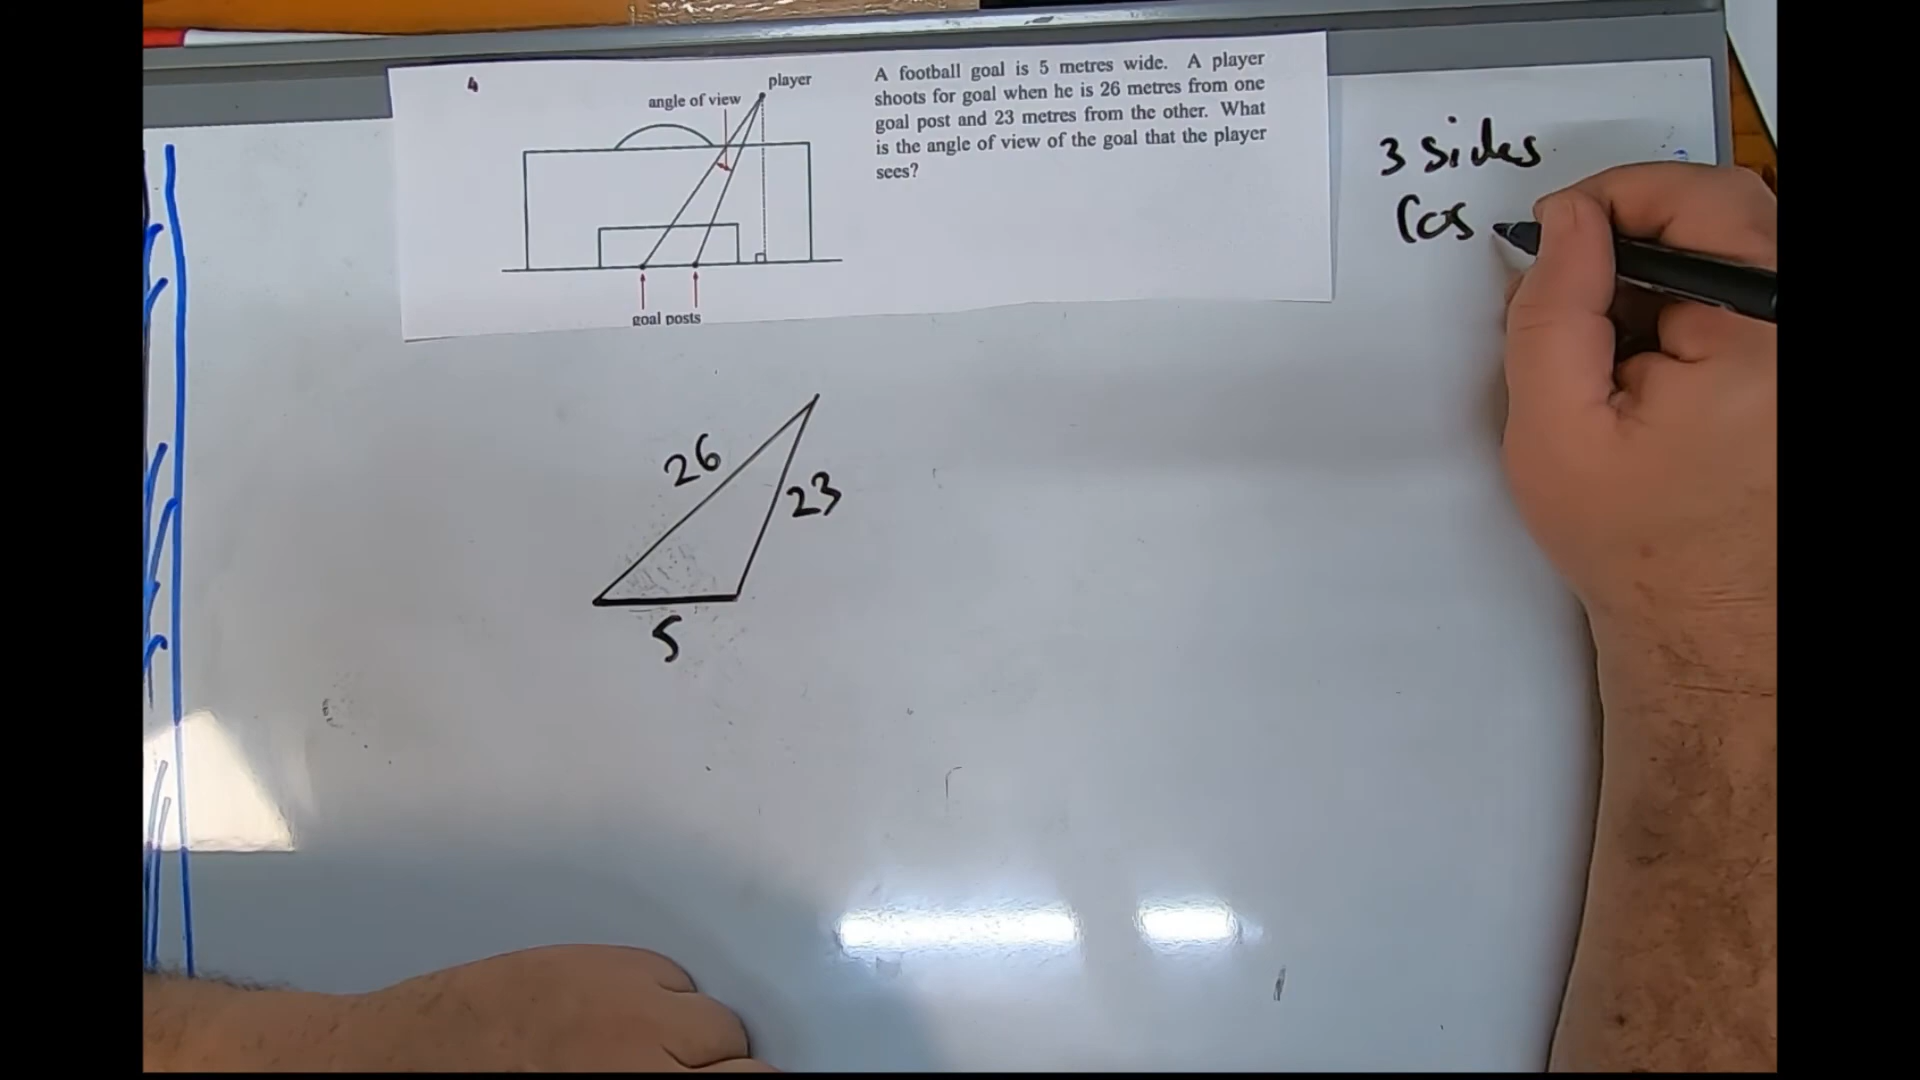 4
player
angle of view
goal posts
A football goal is 5 metres wide. A player
shoots for goal when he is 26 metres from one
goal post and 23 metres from the other. What
is the angle of view of the goal that the player
sees?
3 sides
Cos
26
23
5